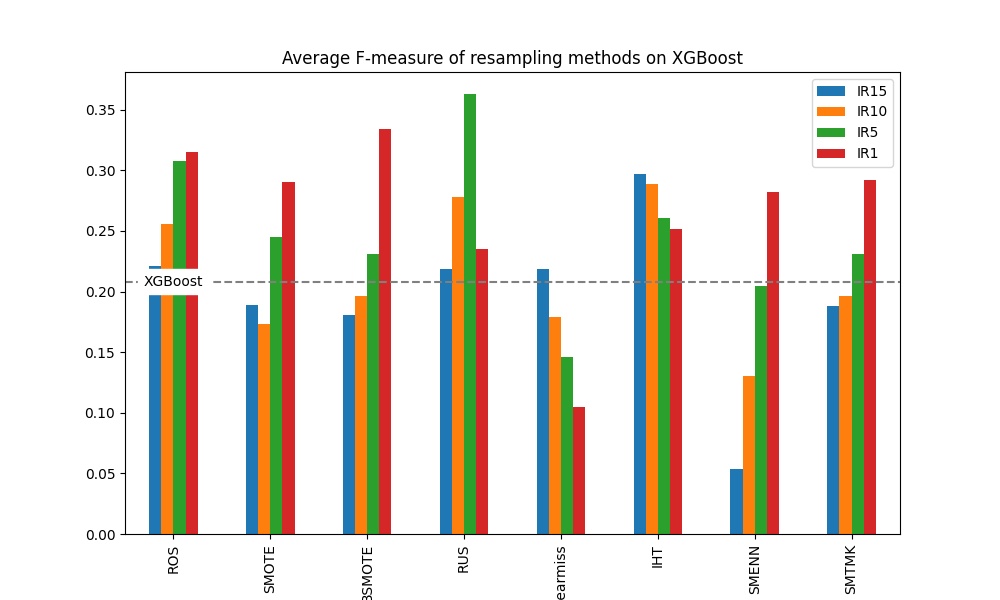 Average F-measure of resampling methods on XGBoost
IR15
IR10
IR5
IR1
0.35
0.30
0.25
0.20
0.15
0.10
0.05
0.00
XGBoost
ROS
SMOTE
BSMOTE
RUS
earmiss
IHT
SMENN
SMTMK